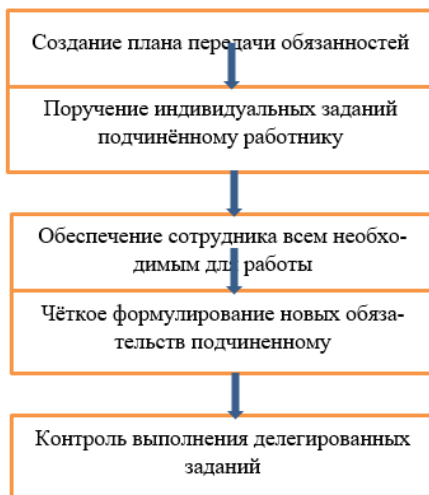 Создание плана передачи обязанностей
Поручение индивидуальных заданий
подчинённому работнику
Обеспечение сотрудника всем необхо-
димым для работы
Чёткое формулирование новых обяза-
тельств подчиненному
Контроль выполнения делегированных
заданий